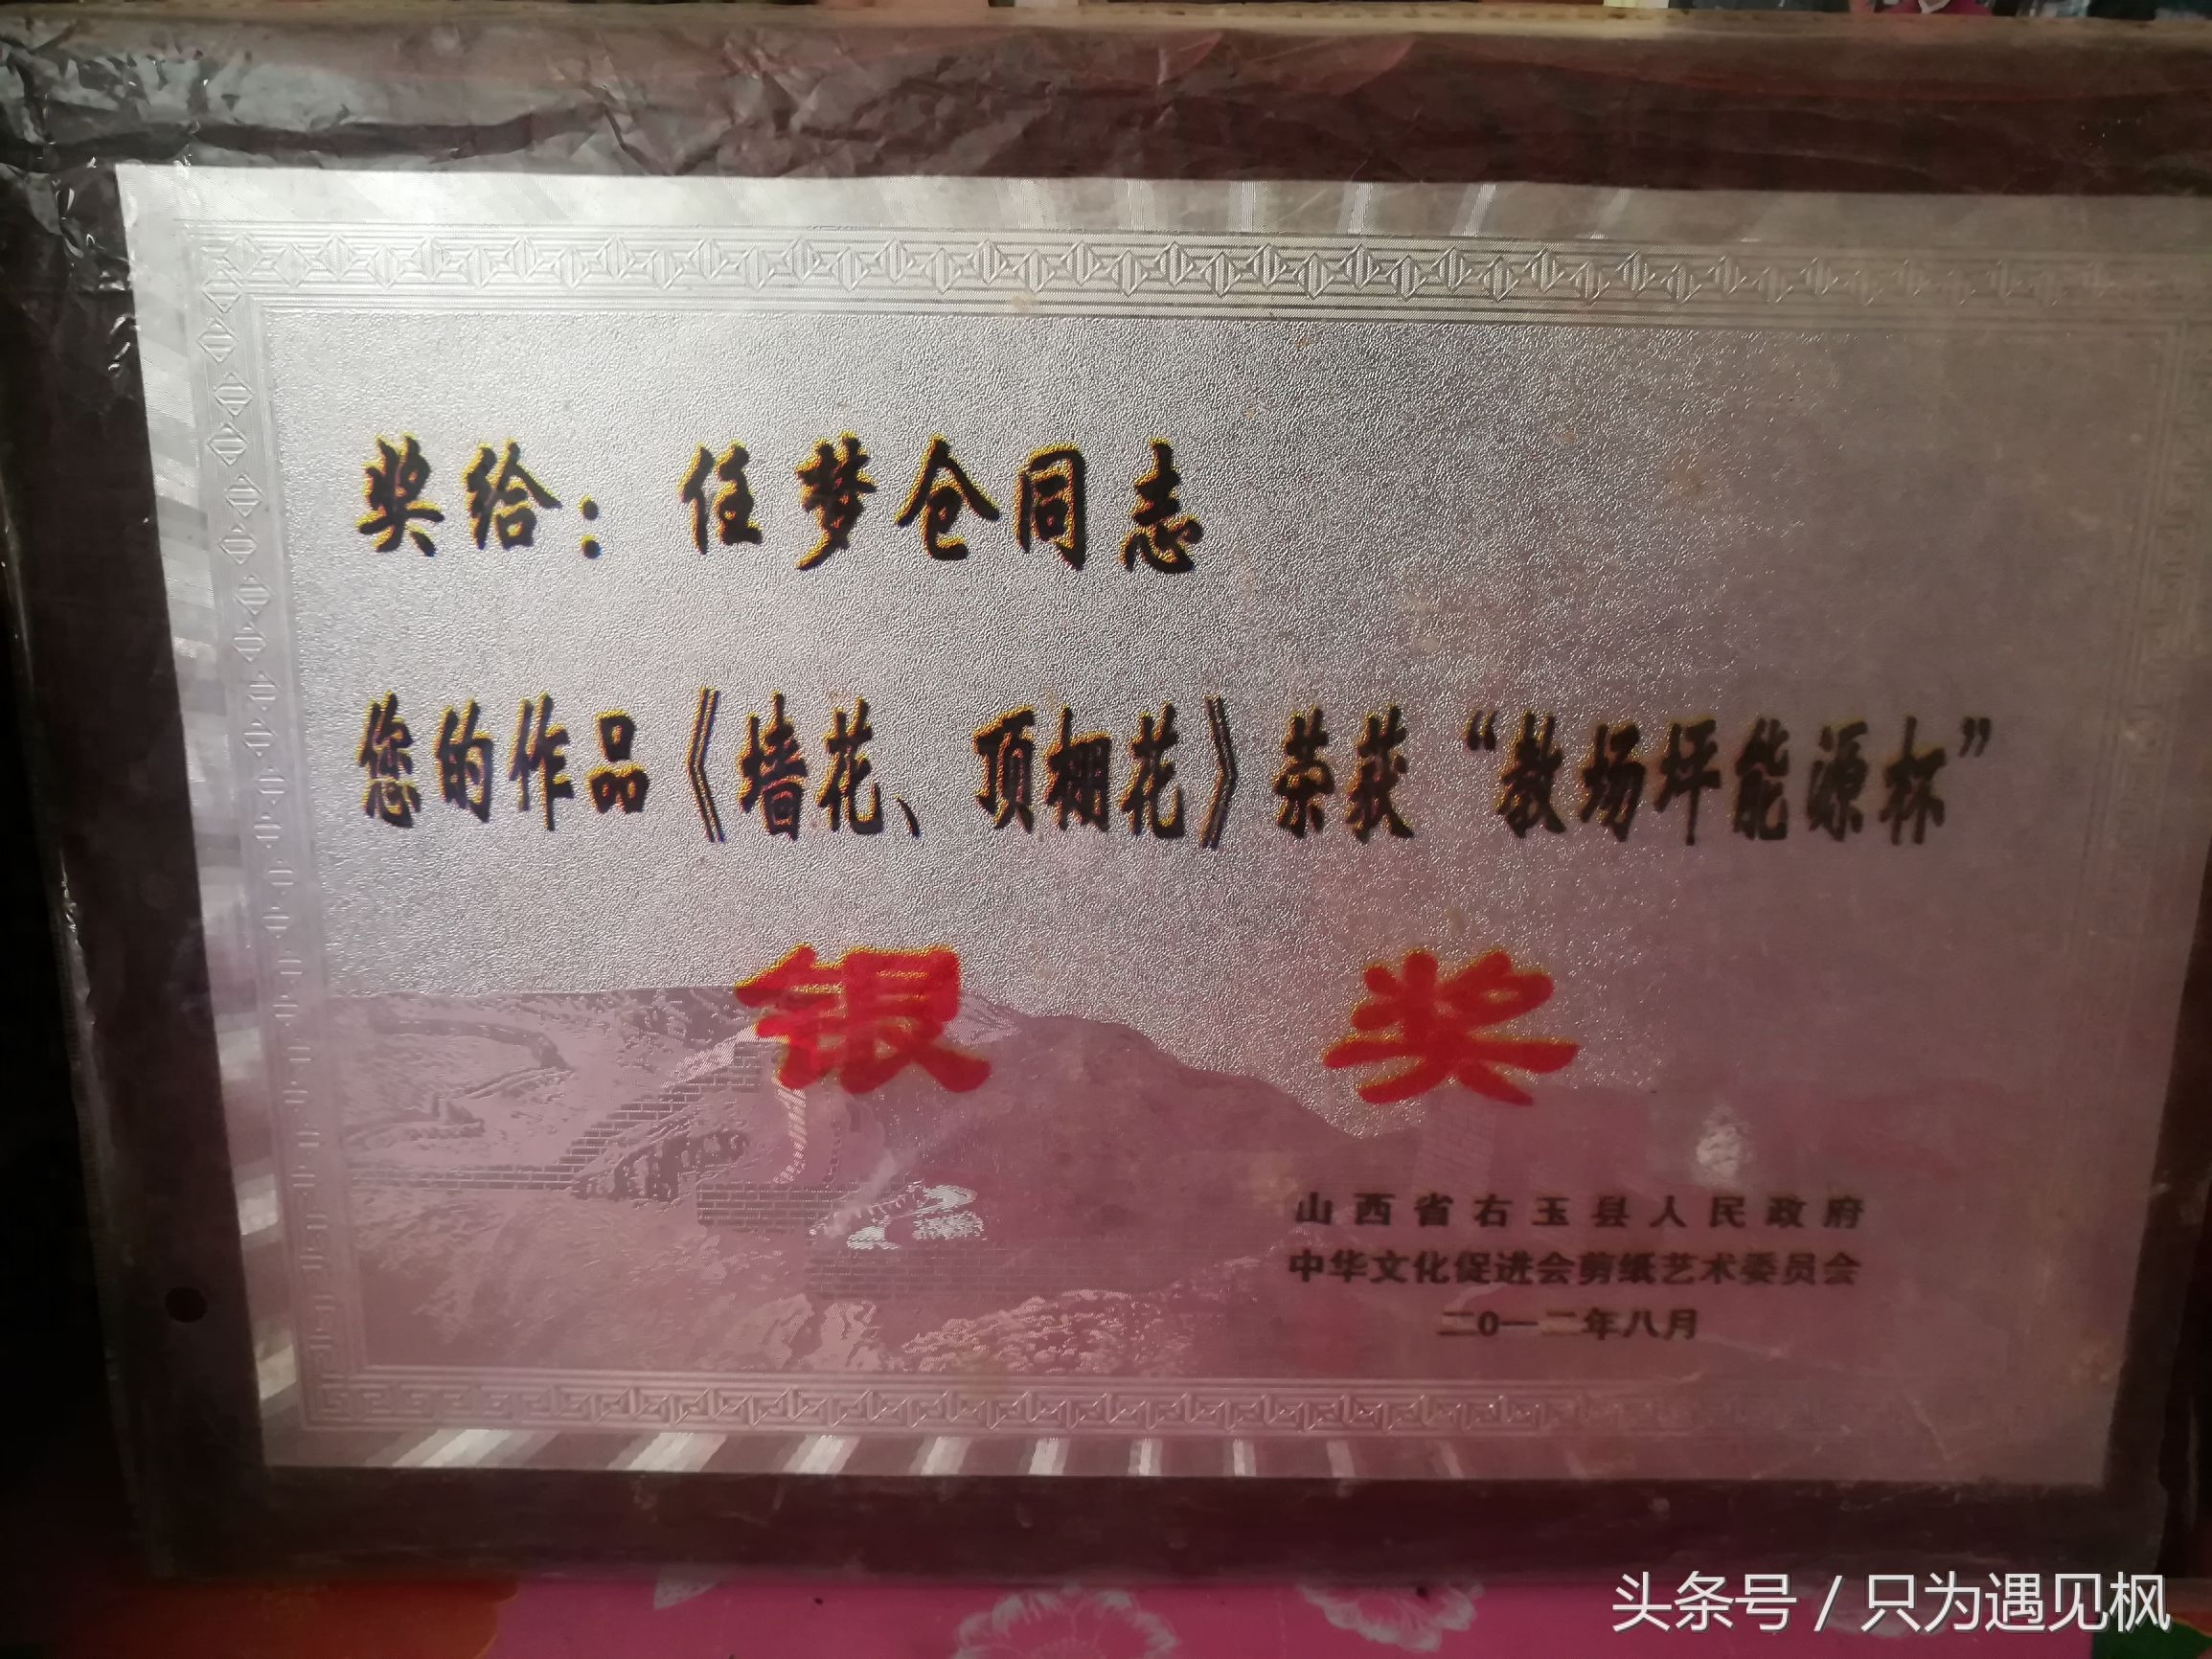 奖给：任梦仓同志
您的作品《墙花、顶棚花》荣获“教场坪能源杯”
银奖
山西省右玉县人民政府
中华文化促进会剪纸艺术委员会
二0一二年八月
头条号 / 只为遇见枫